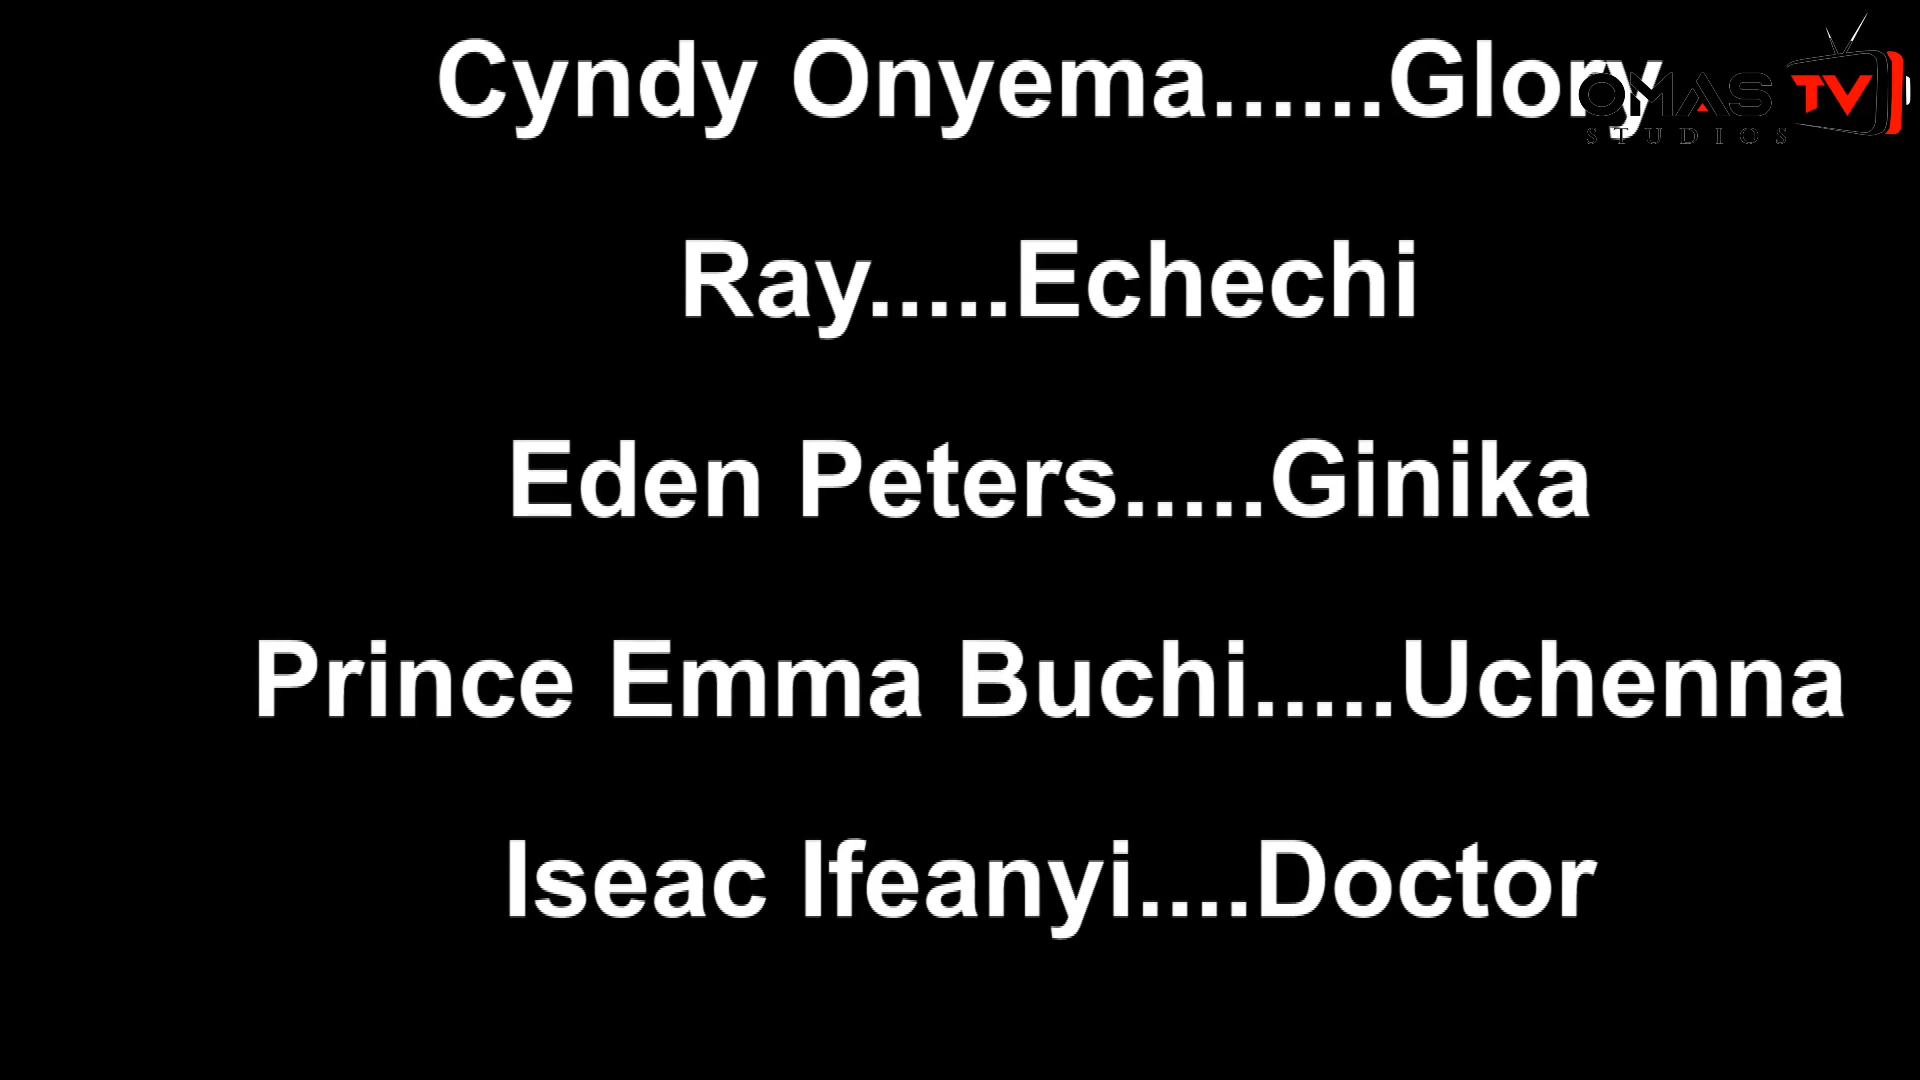 Cyndy Onyema......Glory
OMAS TV
STUDIOS
Ray.....Echechi
Eden Peters.....Ginika
Prince Emma Buchi.....Uchenna
Iseac Ifeanyi....Doctor